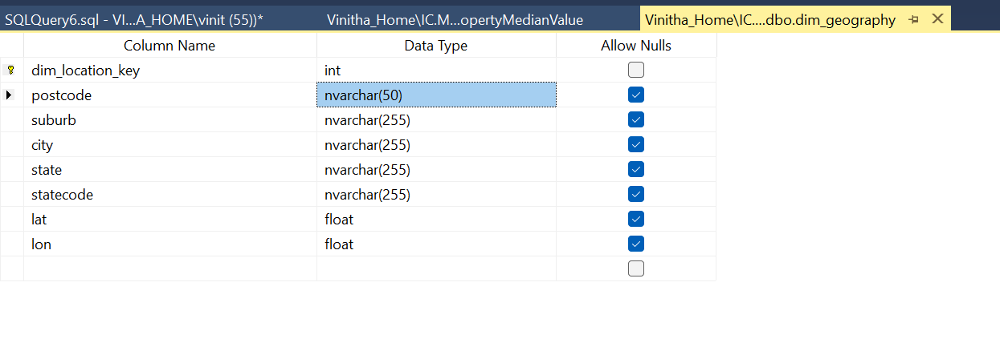 SQLQuery6.sql - VI...A_HOME\vinit (55))* Vinitha_Home\IC.M...opertyMedianValue Vinitha_Home\IC....dbo.dim_geography
Column Name Data Type Allow Nulls
dim_location_key int
postcode nvarchar(50)
suburb nvarchar(255)
city nvarchar(255)
state nvarchar(255)
statecode nvarchar(255)
lat float
lon float